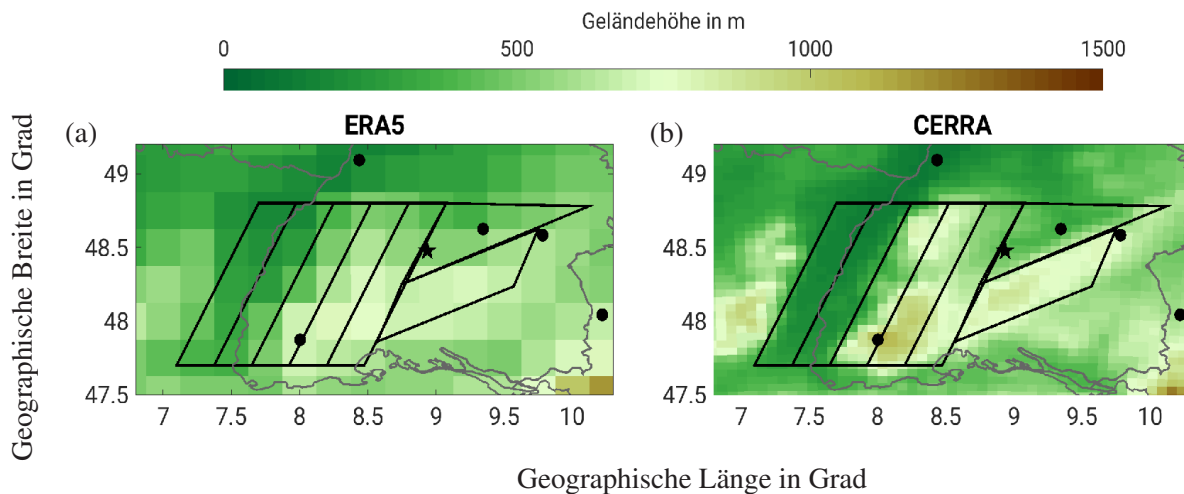 Geländehöhe in m
0 500 1000 1500
(a) ERA5 (b) CERRA
Geographische Breite in Grad
49
48.5
48
47.5
7 7.5 8 8.5 9 9.5 10
49
48.5
48
47.5
7 7.5 8 8.5 9 9.5 10
Geographische Länge in Grad